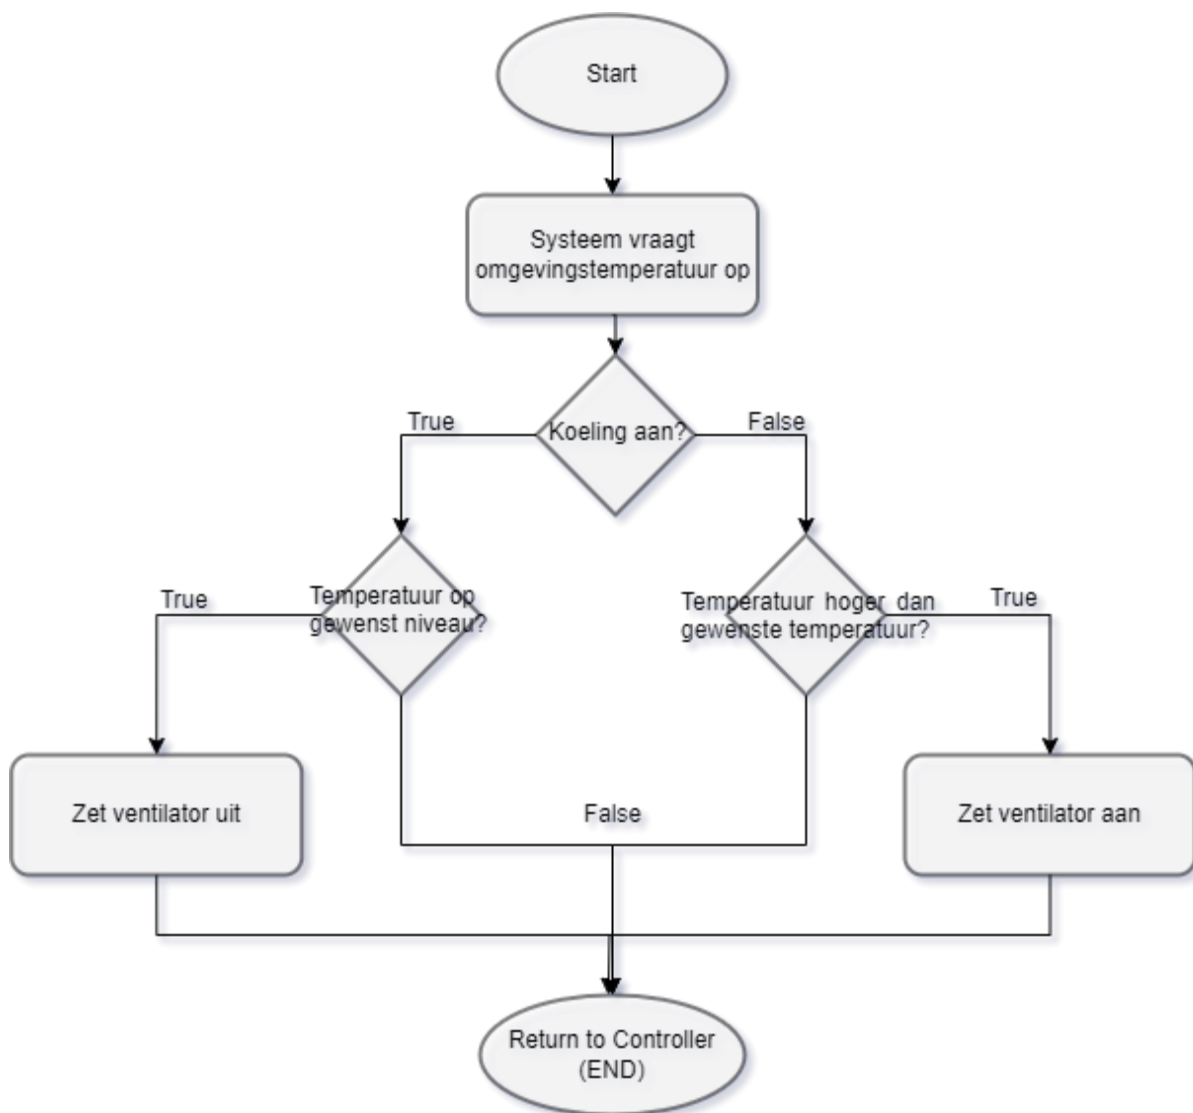 Start
Systeem vraagt
omgevingstemperatuur op
Koeling aan?
True
False
Temperatuur op
gewenst niveau?
Temperatuur hoger dan
gewenste temperatuur?
True
True
Zet ventilator uit
False
Zet ventilator aan
Return to Controller
(END)